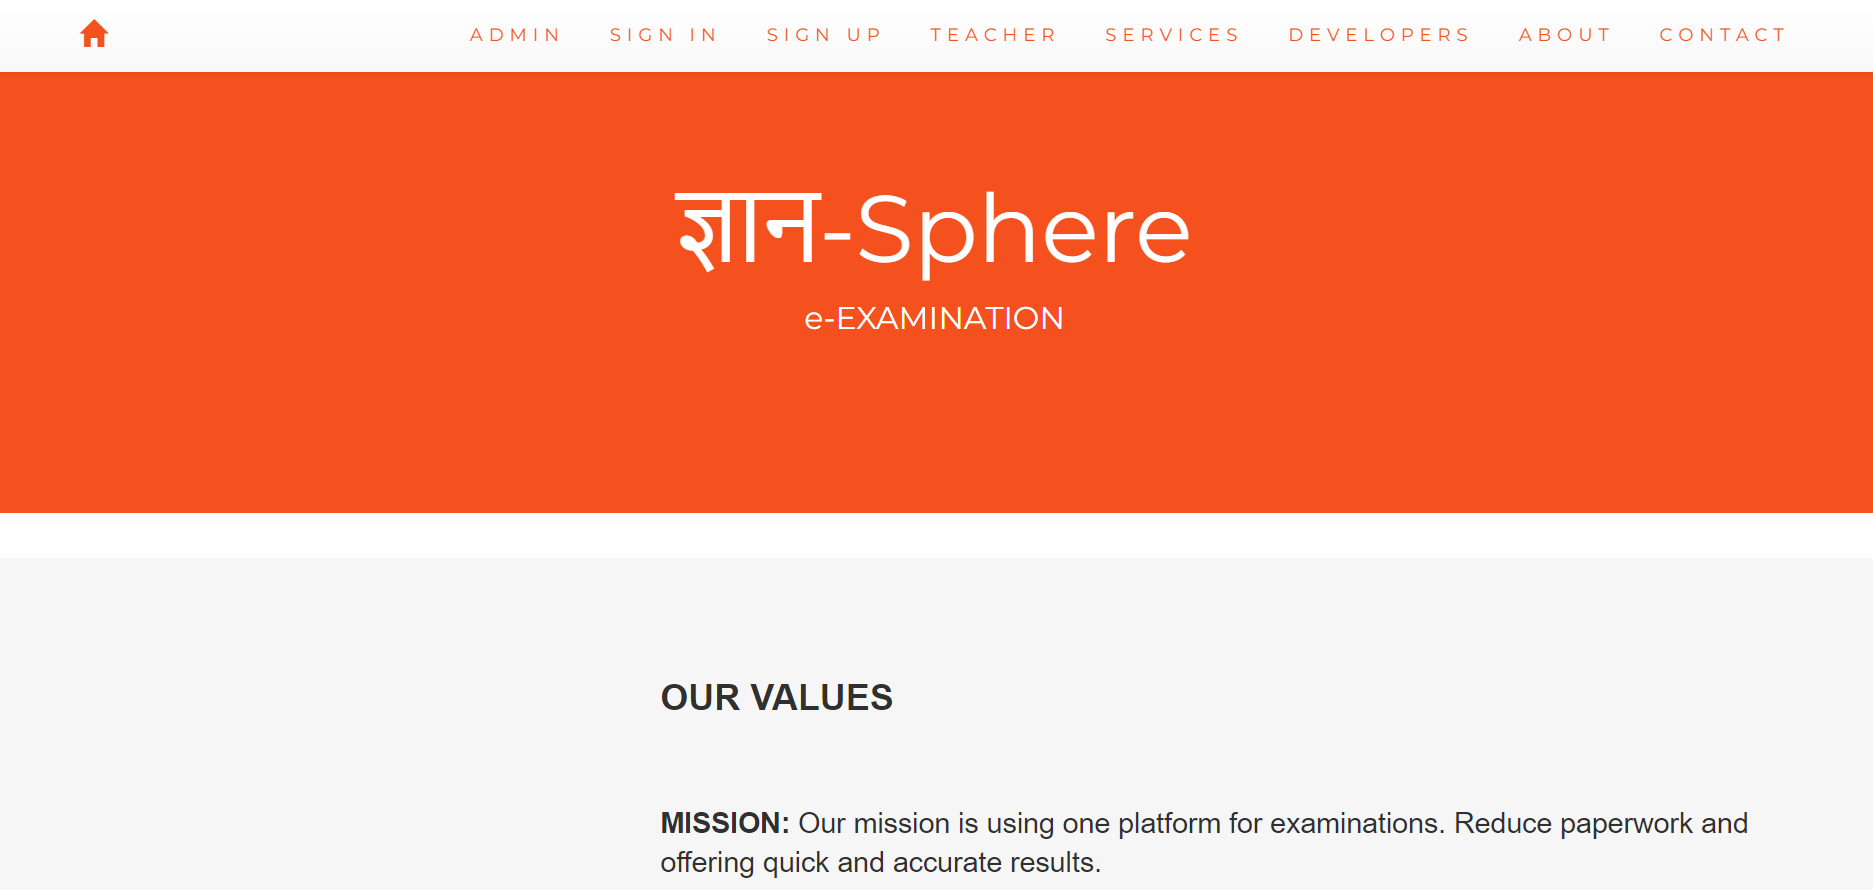 ADMIN SIGN IN SIGN UP TEACHER SERVICES DEVELOPERS ABOUT CONTACT
ज्ञान-Sphere
e-EXAMINATION
OUR VALUES
MISSION: Our mission is using one platform for examinations. Reduce paperwork and
offering quick and accurate results.